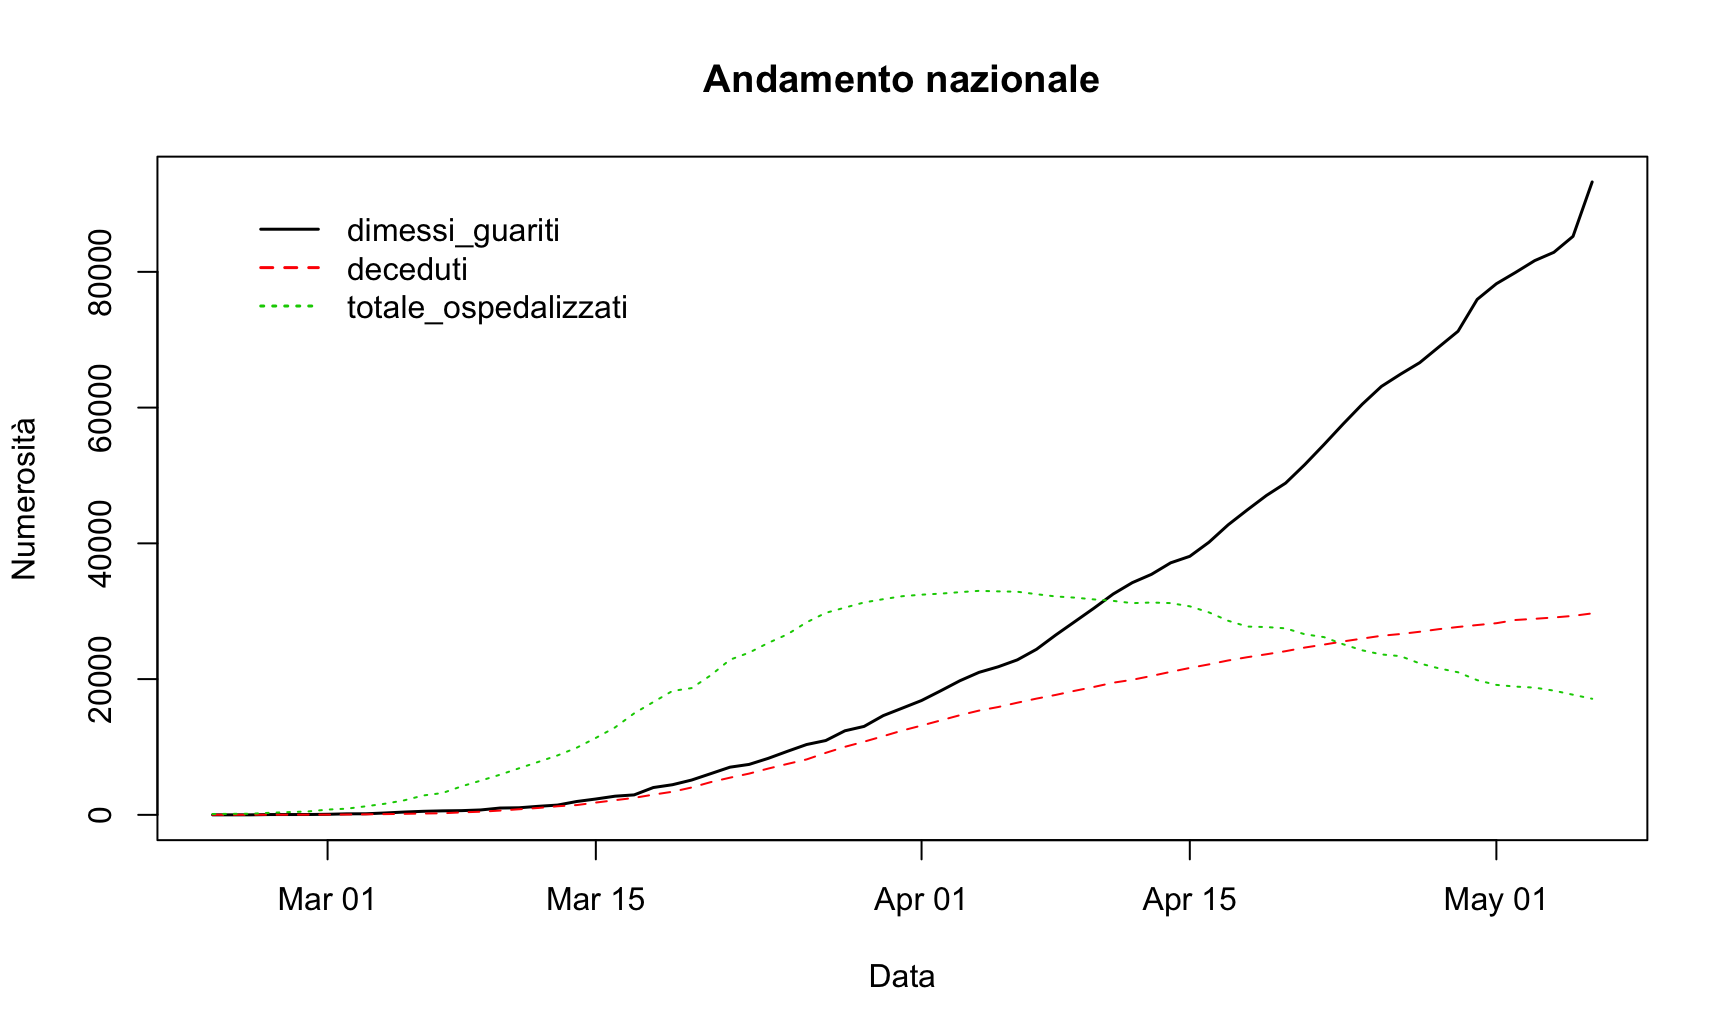 Andamento nazionale
dimessi_guariti
deceduti
totale_ospedalizzati
Numerosità
80000
60000
40000
20000
0
Mar 01
Mar 15
Apr 01
Apr 15
May 01
Data